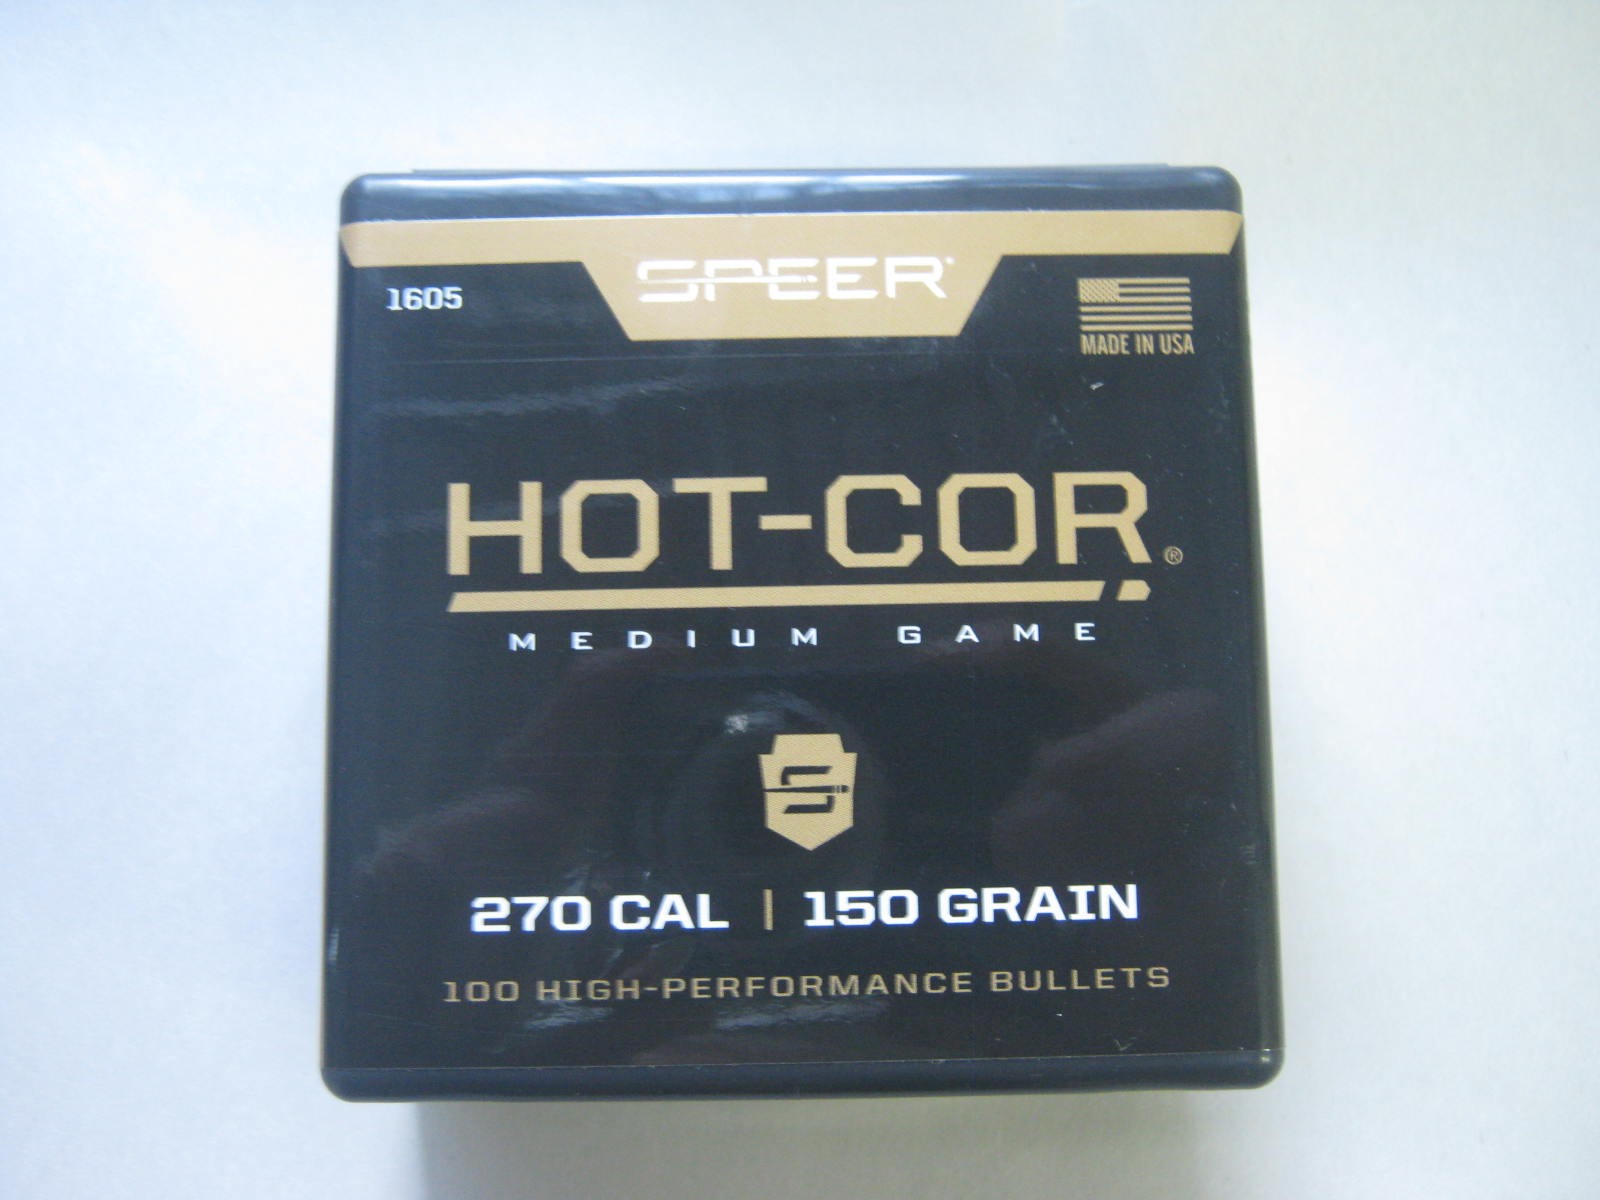 SPEER
1605
MADE IN USA
HOT-COR®
MEDIUM GAME
270 CAL | 150 GRAIN
100 HIGH-PERFORMANCE BULLETS